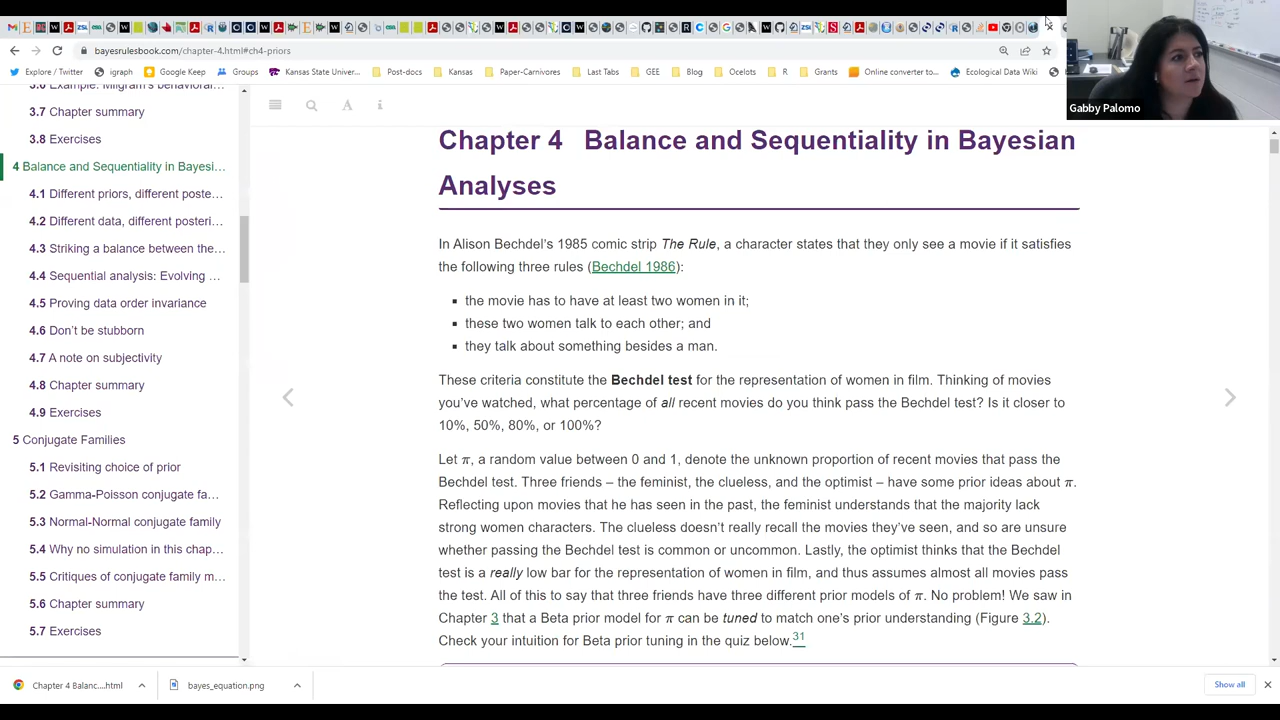 bayesrulesbook.com/chapter-4.html#ch4-priors
Explore / Twitter
igraph
Google Keep
Groups
Kansas State Univer...
Post-docs
Kansas
Paper-Carnivores
Last Tabs
GEE
Blog
Ocelots
R
Grants
Online converter to...
Ecological Data Wiki
Gabby Palomo
3.6 Example: Milgram's behavioral...
3.7 Chapter summary
3.8 Exercises
4 Balance and Sequentiality in Bayesi...
4.1 Different priors, different poste...
4.2 Different data, different posteri...
4.3 Striking a balance between the...
4.4 Sequential analysis: Evolving ...
4.5 Proving data order invariance
4.6 Don't be stubborn
4.7 A note on subjectivity
4.8 Chapter summary
4.9 Exercises
5 Conjugate Families
5.1 Revisiting choice of prior
5.2 Gamma-Poisson conjugate fa...
5.3 Normal-Normal conjugate family
5.4 Why no simulation in this chap...
5.5 Critiques of conjugate family m...
5.6 Chapter summary
5.7 Exercises
Chapter 4 Balance and Sequentiality in Bayesian
Analyses
In Alison Bechdel's 1985 comic strip The Rule, a character states that they only see a movie if it satisfies
the following three rules (Bechdel 1986):
the movie has to have at least two women in it;
these two women talk to each other; and
they talk about something besides a man.
These criteria constitute the Bechdel test for the representation of women in film. Thinking of movies
you've watched, what percentage of all recent movies do you think pass the Bechdel test? Is it closer to
10%, 50%, 80%, or 100%?
Let π, a random value between 0 and 1, denote the unknown proportion of recent movies that pass the
Bechdel test. Three friends – the feminist, the clueless, and the optimist – have some prior ideas about π.
Reflecting upon movies that he has seen in the past, the feminist understands that the majority lack
strong women characters. The clueless doesn't really recall the movies they've seen, and so are unsure
whether passing the Bechdel test is common or uncommon. Lastly, the optimist thinks that the Bechdel
test is a really low bar for the representation of women in film, and thus assumes almost all movies pass
the test. All of this to say that three friends have three different prior models of π. No problem! We saw in
Chapter 3 that a Beta prior model for π can be tuned to match one's prior understanding (Figure 3.2).
Check your intuition for Beta prior tuning in the quiz below.31
Chapter 4 Balanc....html
bayes_equation.png
Show all